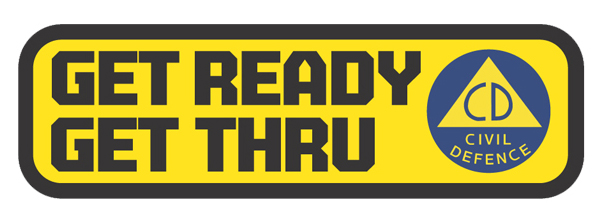 GET READY
GET THRU
CD
CIVIL
DEFENCE